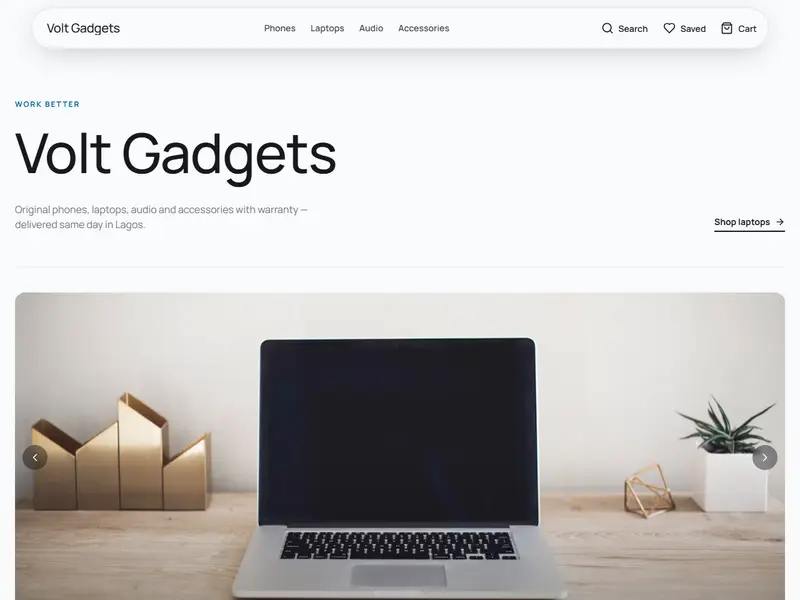 Volt Gadgets
Phones Laptops Audio Accessories
Search Saved Cart
WORK BETTER
Volt Gadgets
Original phones, laptops, audio and accessories with warranty —
delivered same day in Lagos.
Shop laptops